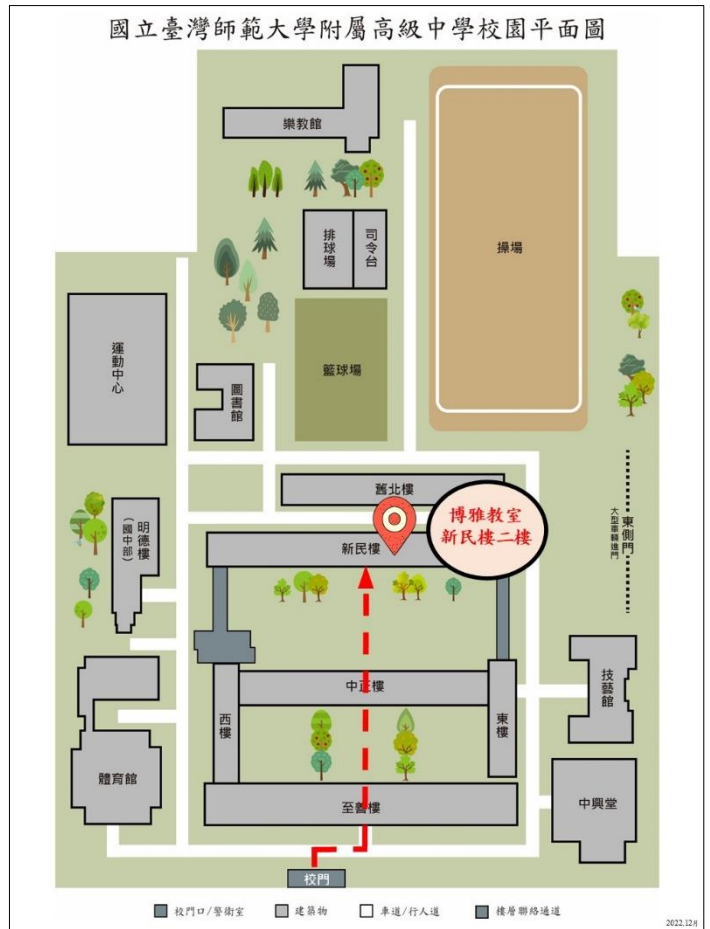 國立臺灣師範大學附屬高級中學校園平面圖
樂教館
排球場
司令台
操場
運動中心
圖書館
籃球場
舊北樓
博雅教室
新民樓二樓
新民樓
明德樓
(國中部)
東側門
大型車輛進門
技藝館
中正樓
西樓
東樓
體育館
至善樓
中興堂
校門
校門口/警衛室
建築物
車道/行人道
樓層聯絡通道
2022.12月